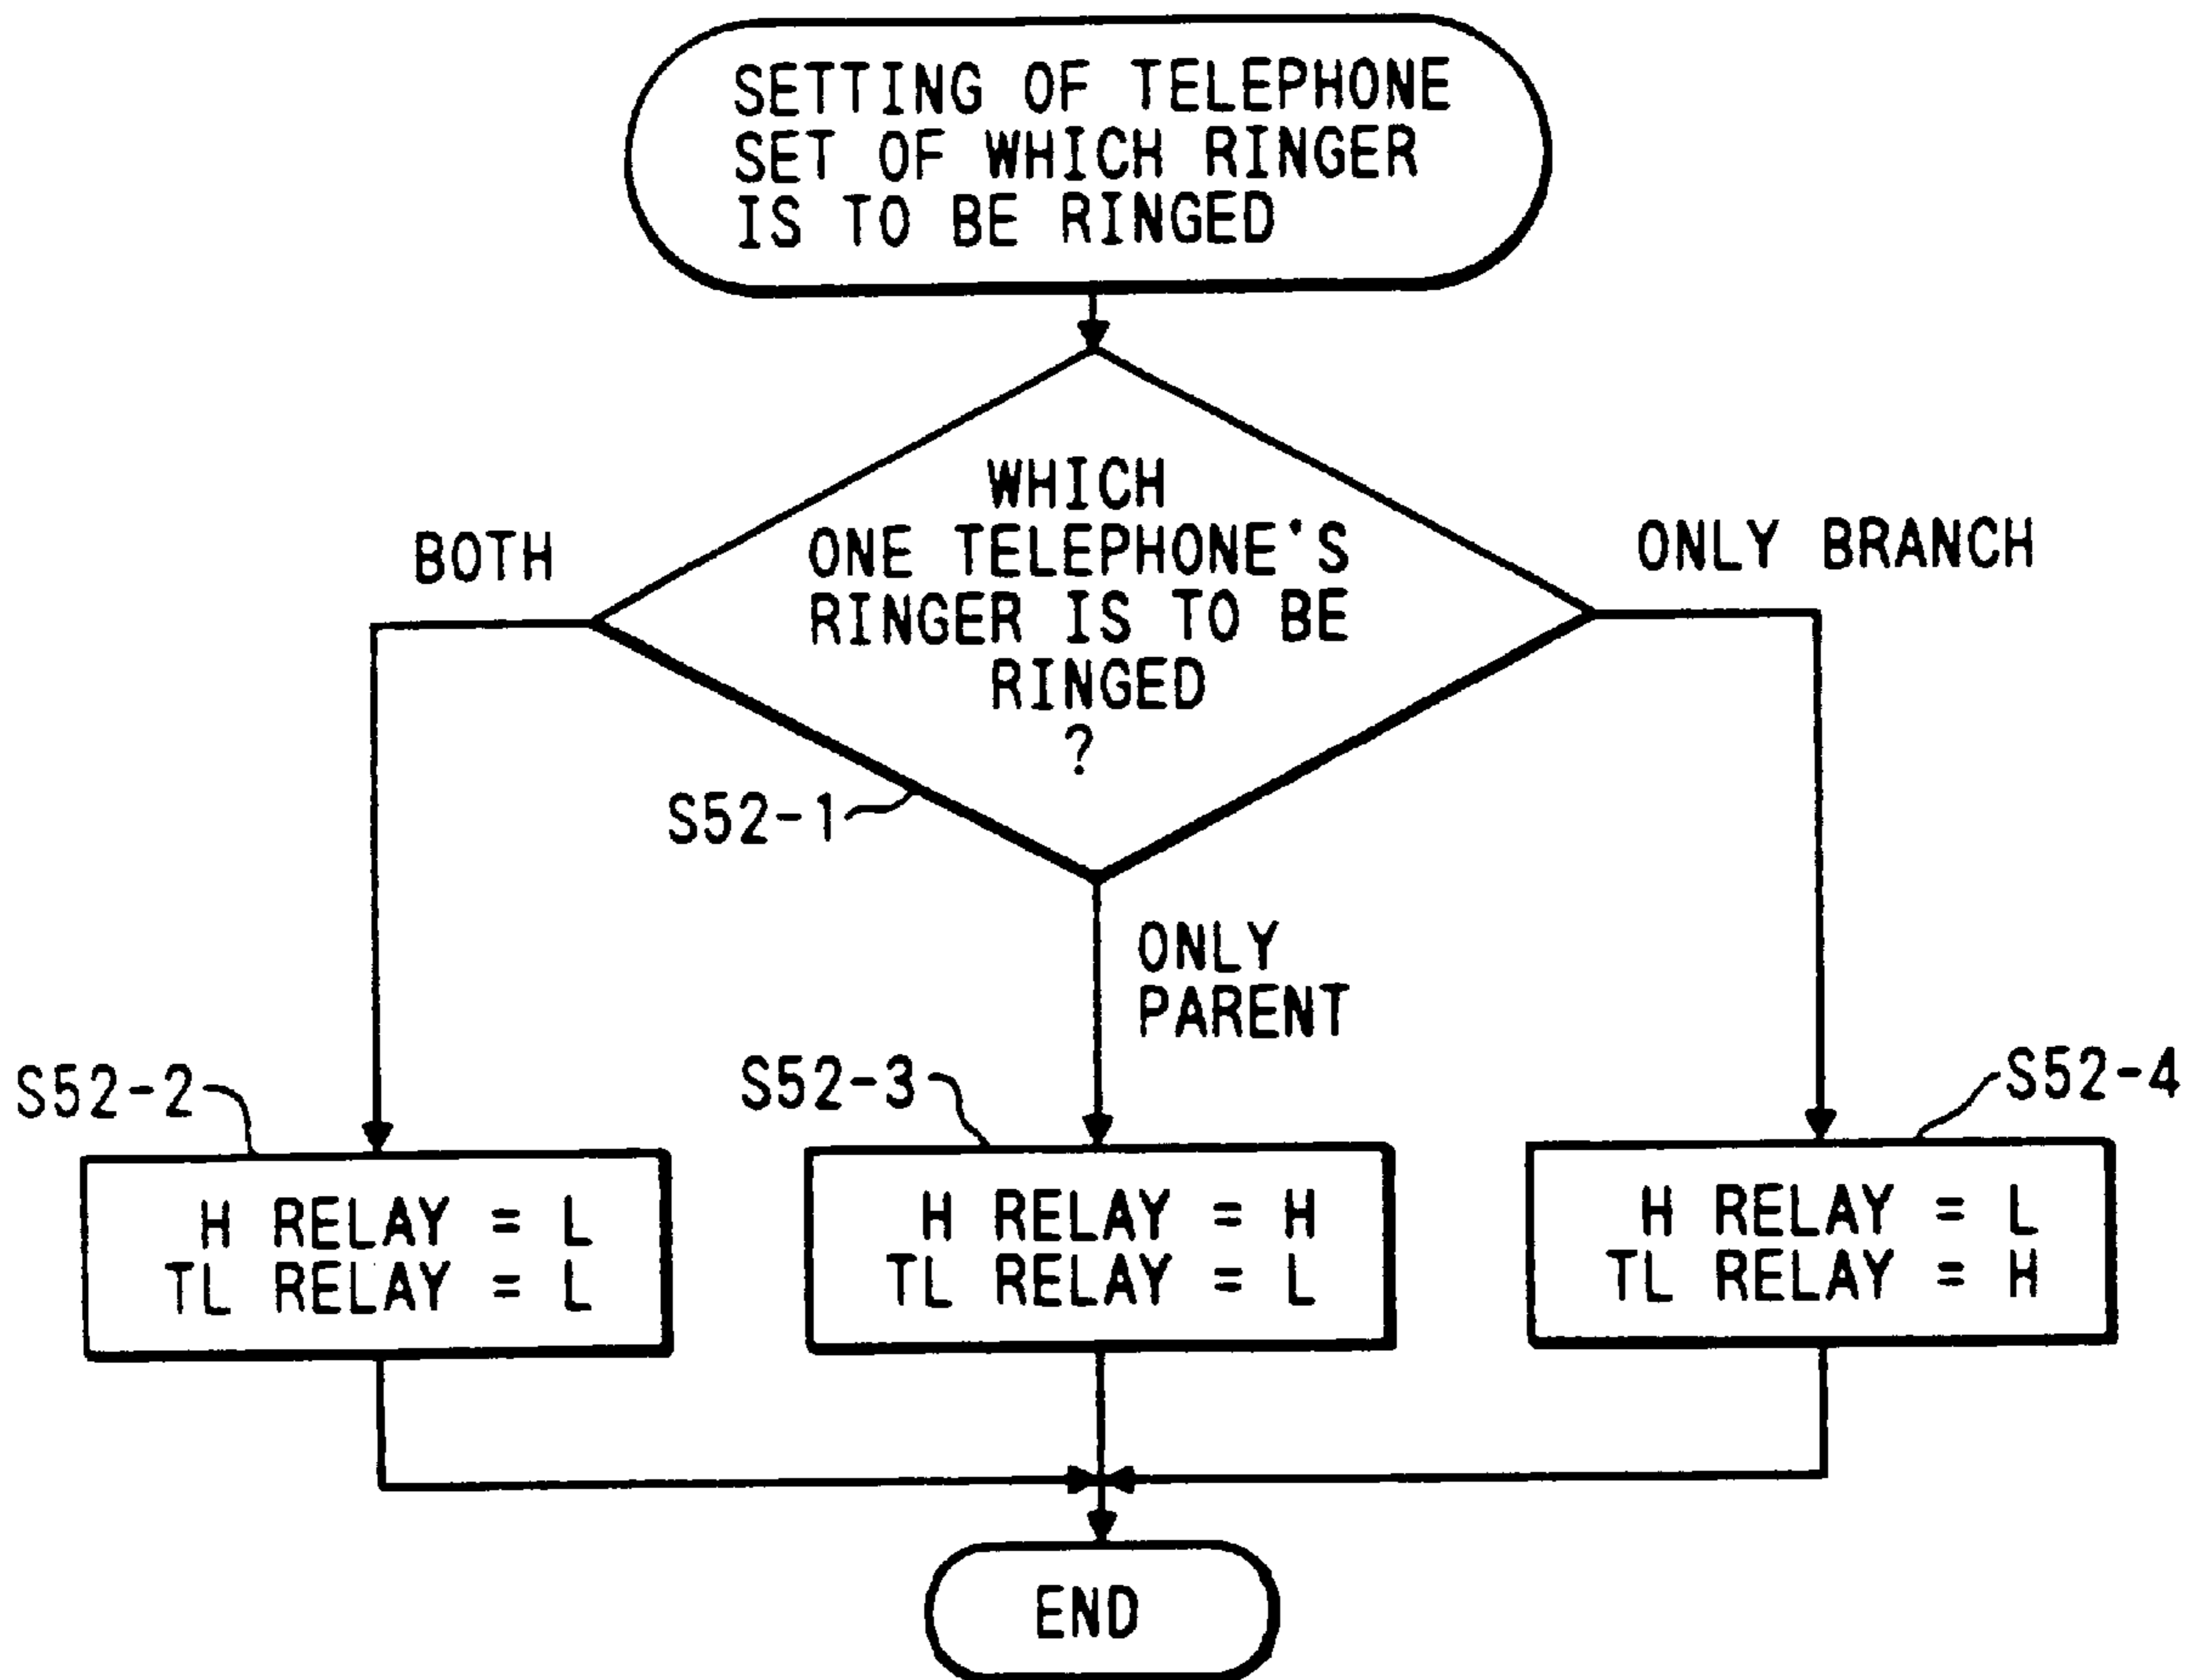 SETTING OF TELEPHONE
SET OF WHICH RINGER
IS TO BE RINGED
WHICH
ONE TELEPHONE'S
RINGER IS TO BE
RINGED
?
BOTH
ONLY BRANCH
S52-1
ONLY
PARENT
S52-2
S52-3
S52-4
H RELAY = L
TL RELAY = L
H RELAY = H
TL RELAY = L
H RELAY = L
TL RELAY = H
END